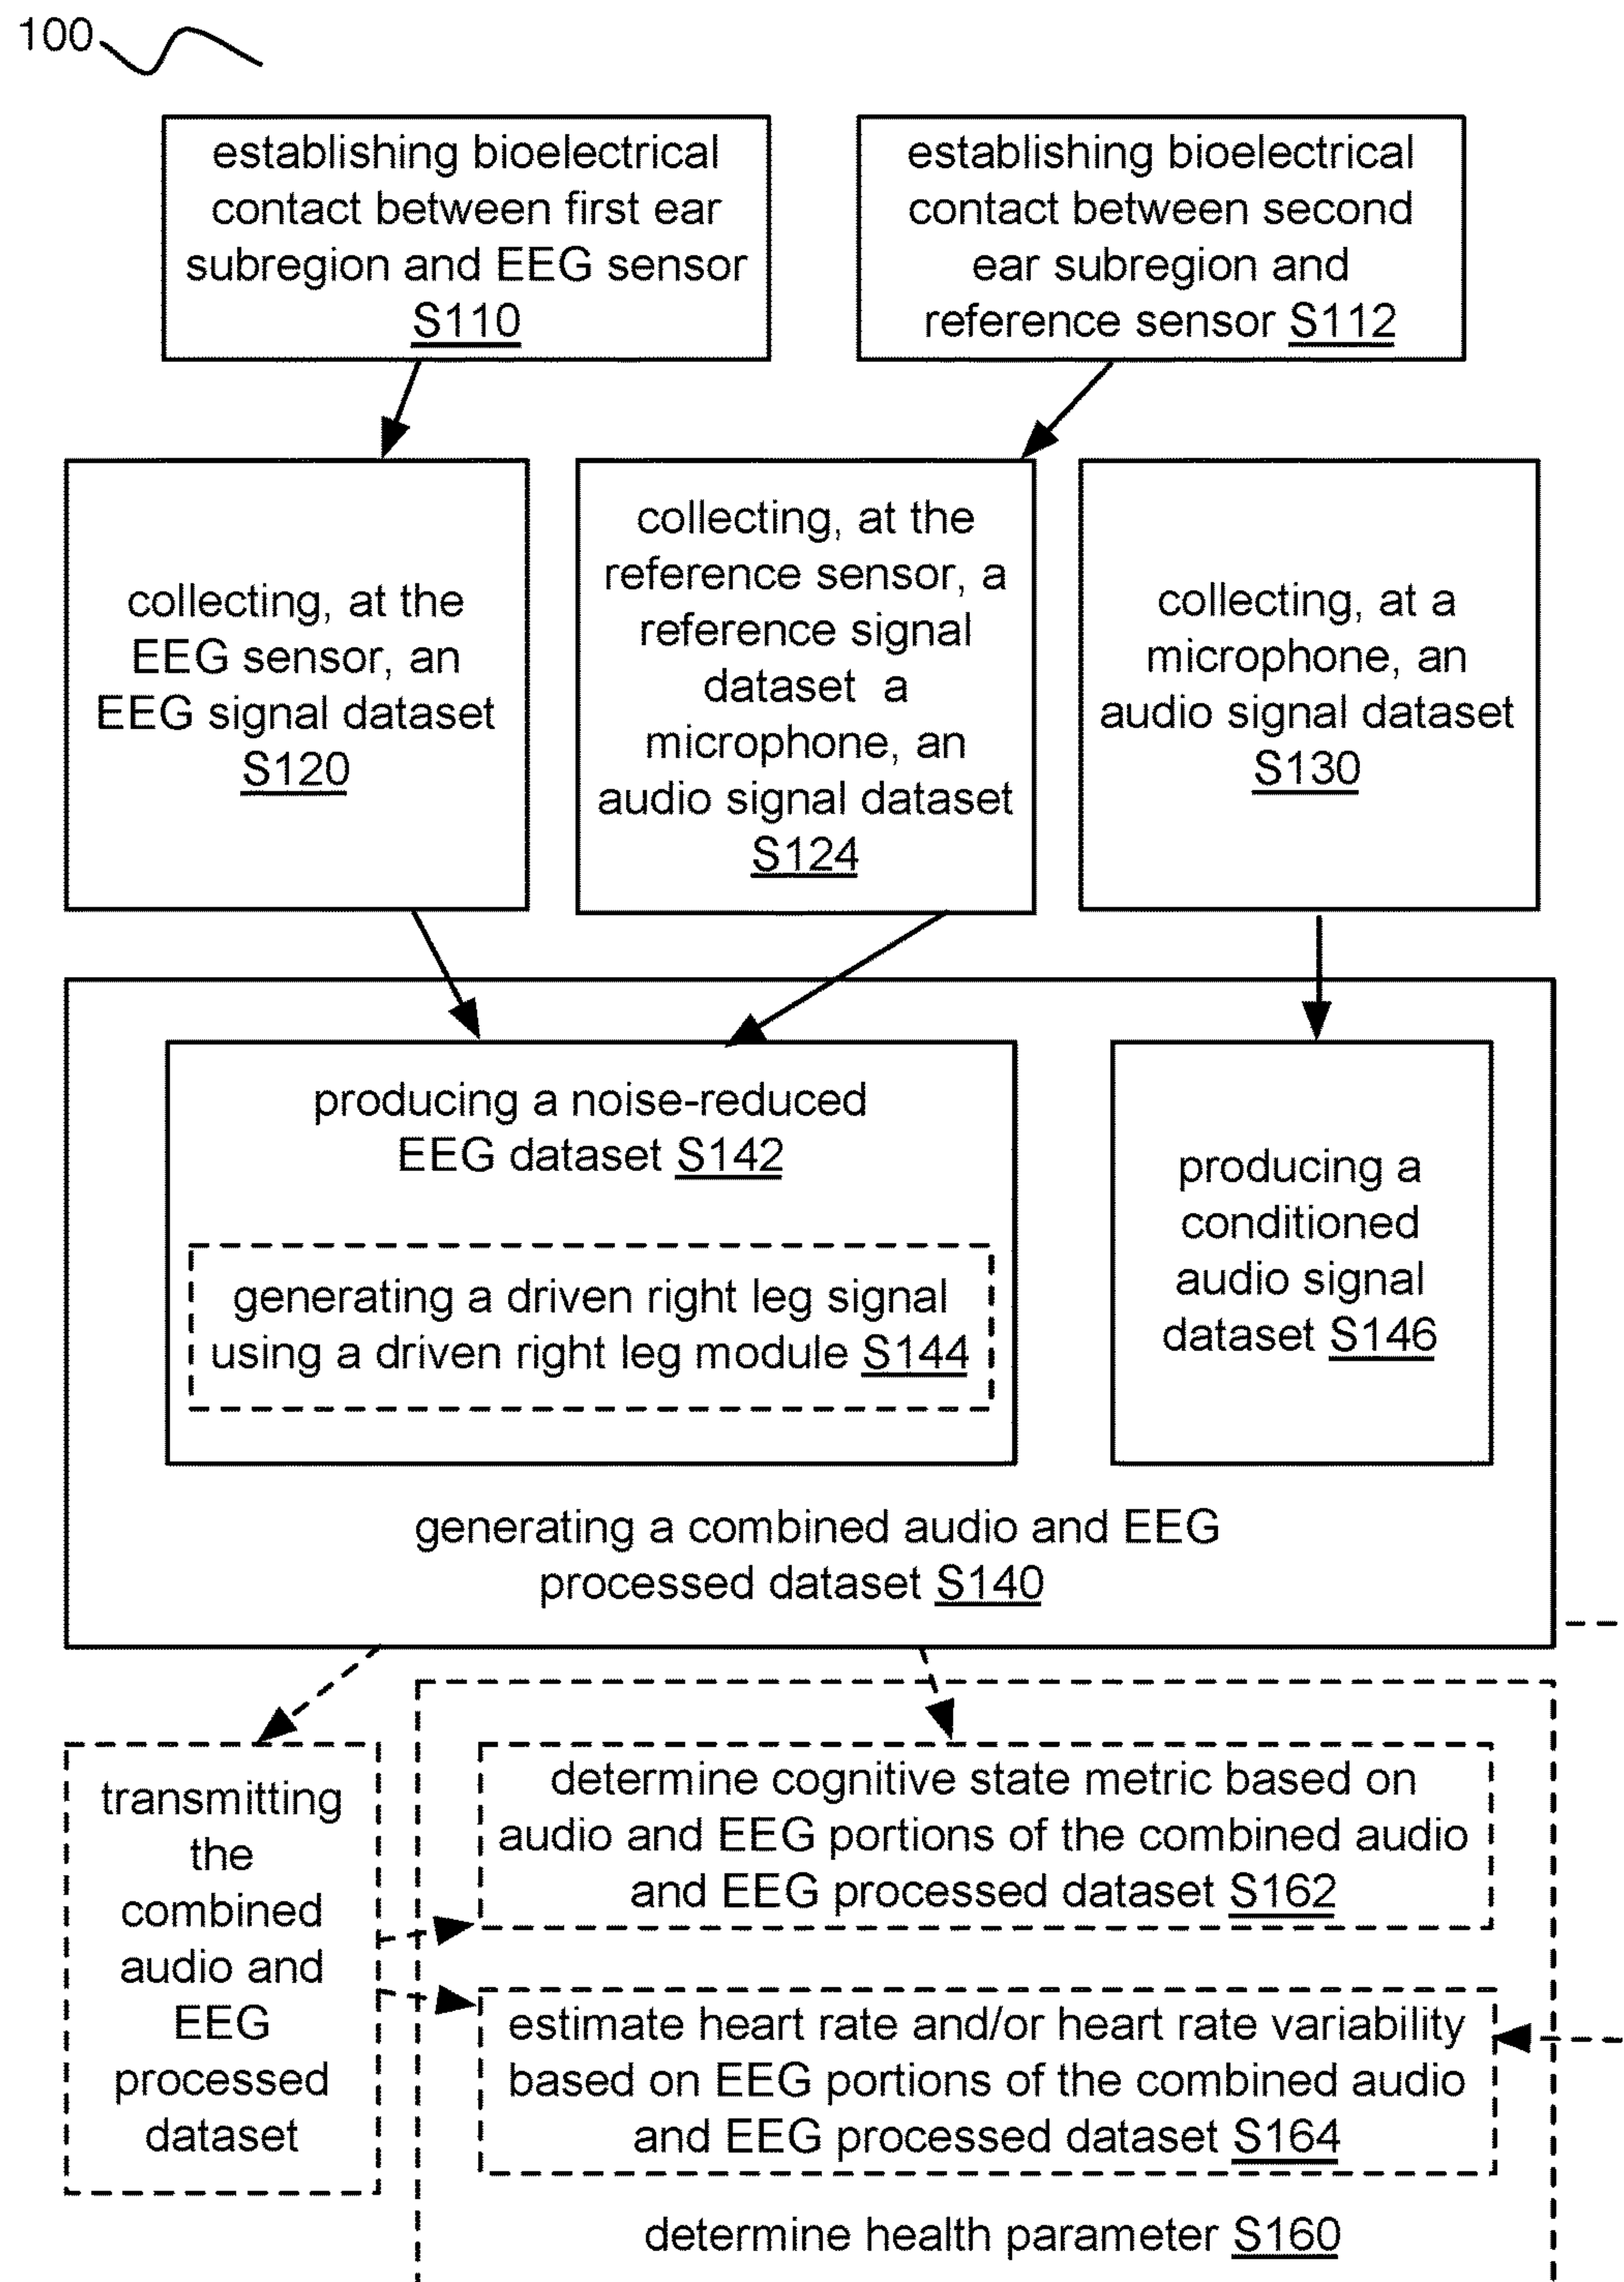 100
establishing bioelectrical
contact between first ear
subregion and EEG sensor
S110
establishing bioelectrical
contact between second
ear subregion and
reference sensor S112
collecting, at the
EEG sensor, an
EEG signal dataset
S120
collecting, at the
reference sensor, a
reference signal
dataset a
microphone, an
audio signal dataset
S124
collecting, at a
microphone, an
audio signal dataset
S130
producing a noise-reduced
EEG dataset S142
generating a driven right leg signal
using a driven right leg module S144
producing a
conditioned
audio signal
dataset S146
generating a combined audio and EEG
processed dataset S140
transmitting
the
combined
audio and
EEG
processed
dataset
determine cognitive state metric based on
audio and EEG portions of the combined audio
and EEG processed dataset S162
estimate heart rate and/or heart rate variability
based on EEG portions of the combined audio
and EEG processed dataset S164
determine health parameter S160